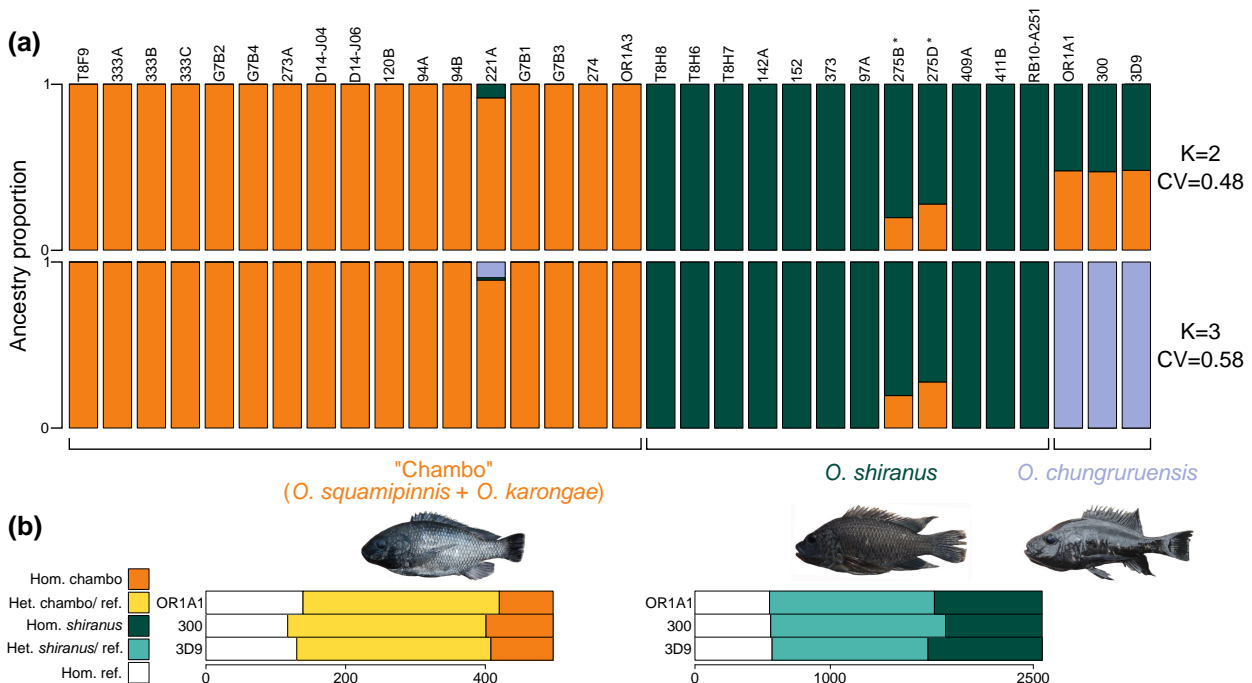 (a)
T8F9 333A 333B 333C G7B2 G7B4 273A D14-J04 D14-J06 120B 94A 94B 221A G7B1 G7B3 274 OR1A3 T8H8 T8H6 T8H7 142A 152 373 97A 275B * 275D * 409A 411B RB10-A251 OR1A1 300 3D9
Ancestry proportion
1
0
K=2
CV=0.48
1
0
K=3
CV=0.58
"Chambo"
(O. squamipinnis + O. karongae)
O. shiranus
O. chungruruensis
(b)
Hom. chambo
Het. chambo/ ref.
Hom. shiranus
Het. shiranus/ ref.
Hom. ref.
OR1A1
300
3D9
0 200 400
OR1A1
300
3D9
0 1000 2500